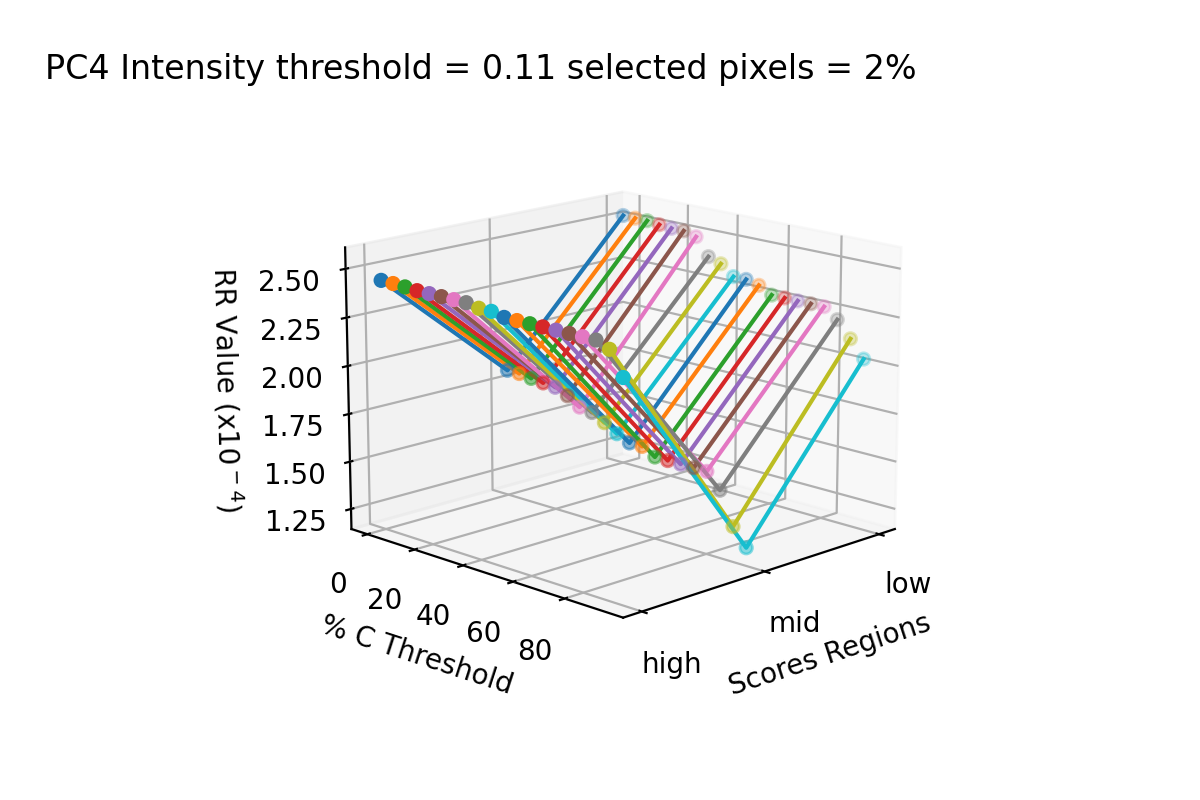 PC4 Intensity threshold = 0.11 selected pixels = 2%
RR Value (x10⁻⁴)
2.50
2.25
2.00
1.75
1.50
1.25
0
20
40
60
80
% C Threshold
high
mid
low
Scores Regions